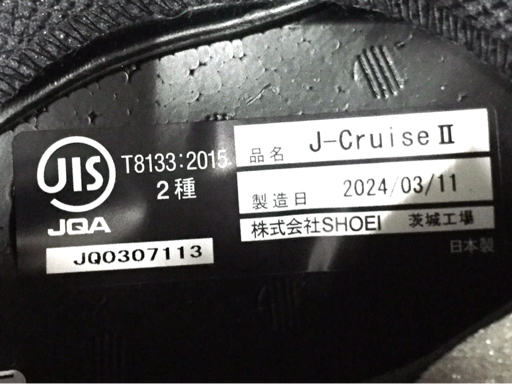 JIS
JQA
T8133:2015
2種
JQ0307113
品名 J-Cruise II
製造日 2024/03/11
株式会社SHOEI 茨城工場
日本製